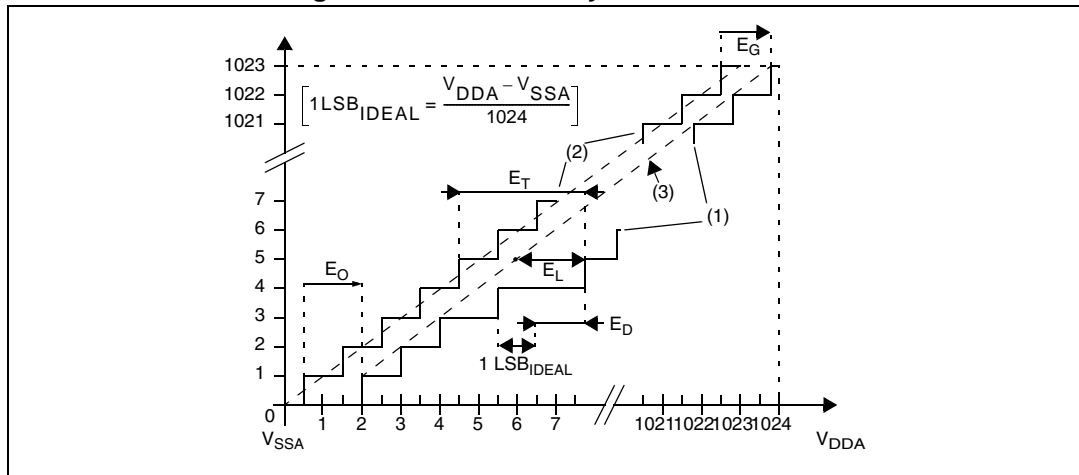 E_G
1023
1022
1021
[1LSB_IDEAL = (V_DDA – V_SSA) / 1024]
(2)
(3)
(1)
E_T
7
6
5
4
3
2
1
0
E_O
E_L
E_D
1 LSB_IDEAL
1 2 3 4 5 6 7 1021 1022 1023 1024
V_SSA
V_DDA